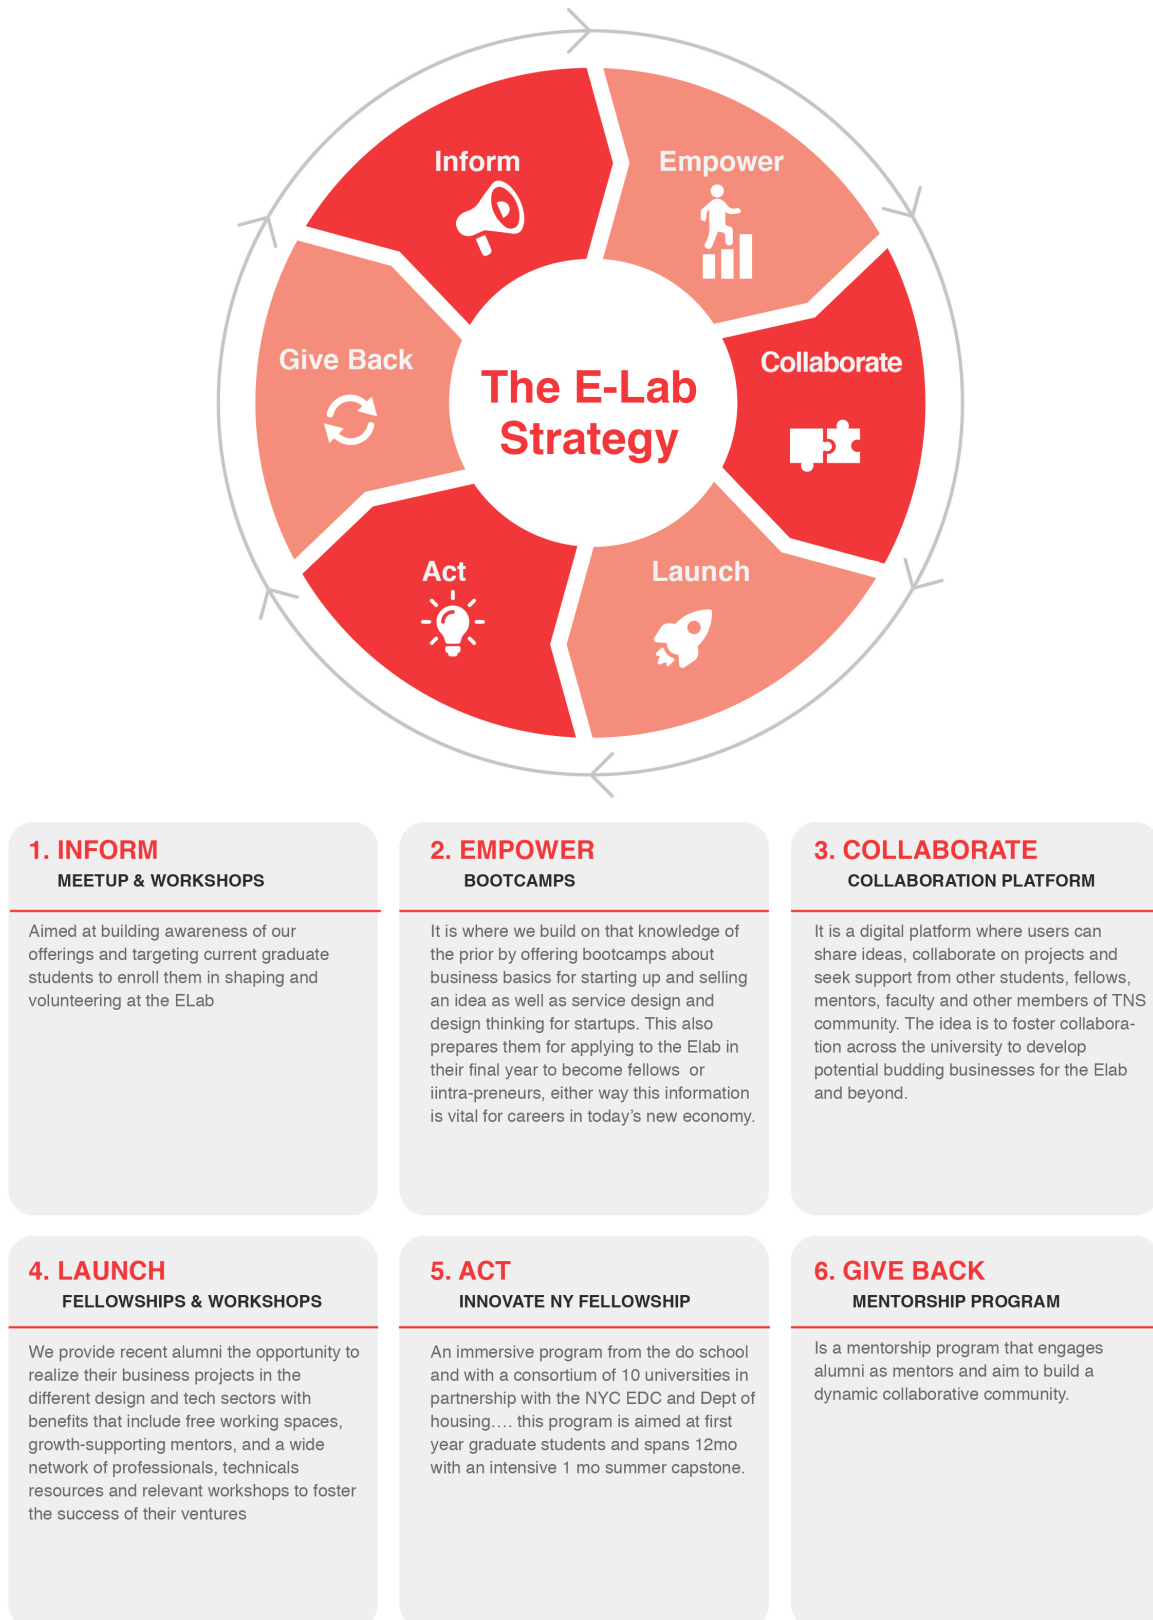 Inform
Empower
Give Back
Collaborate
The E-Lab
Strategy
Act
Launch
1. INFORM
MEETUP & WORKSHOPS
Aimed at building awareness of our
offerings and targeting current graduate
students to enroll them in shaping and
volunteering at the ELab
2. EMPOWER
BOOTCAMPS
It is where we build on that knowledge of
the prior by offering bootcamps about
business basics for starting up and selling
an idea as well as service design and
design thinking for startups. This also
prepares them for applying to the Elab in
their final year to become fellows  or
iintra-preneurs, either way this information
is vital for careers in today’s new economy.
3. COLLABORATE
COLLABORATION PLATFORM
It is a digital platform where users can
share ideas, collaborate on projects and
seek support from other students, fellows,
mentors, faculty and other members of TNS
community. The idea is to foster collabora-
tion across the university to develop
potential budding businesses for the Elab
and beyond.
4. LAUNCH
FELLOWSHIPS & WORKSHOPS
We provide recent alumni the opportunity to
realize their business projects in the
different design and tech sectors with
benefits that include free working spaces,
growth-supporting mentors, and a wide
network of professionals, technicals
resources and relevant workshops to foster
the success of their ventures
5. ACT
INNOVATE NY FELLOWSHIP
An immersive program from the do school
and with a consortium of 10 universities in
partnership with the NYC EDC and Dept of
housing…. this program is aimed at first
year graduate students and spans 12mo
with an intensive 1 mo summer capstone.
6. GIVE BACK
MENTORSHIP PROGRAM
Is a mentorship program that engages
alumni as mentors and aim to build a
dynamic collaborative community.